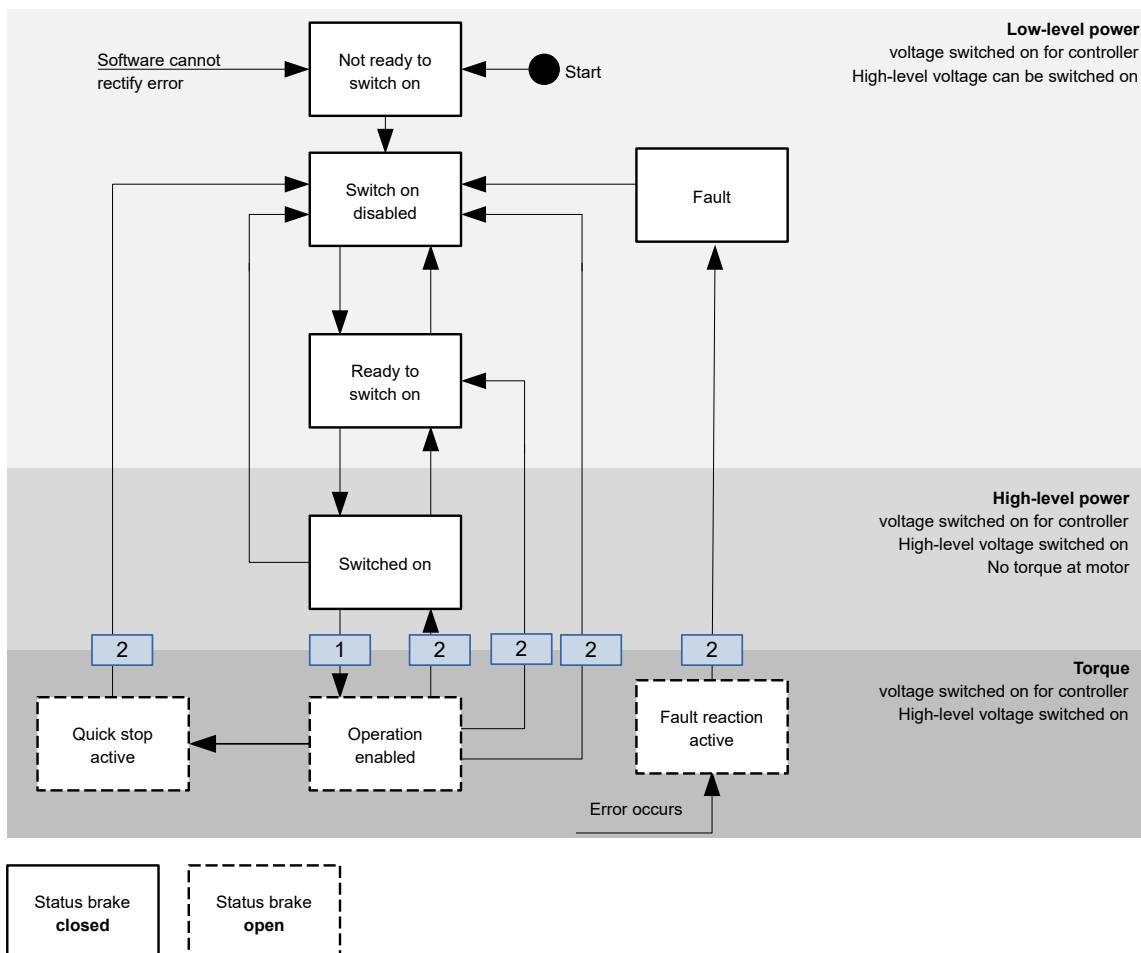 Low-level power
voltage switched on for controller
High-level voltage can be switched on
Software cannot
rectify error
Not ready to
switch on
Start
Switch on
disabled
Fault
Ready to
switch on
High-level power
voltage switched on for controller
High-level voltage switched on
No torque at motor
Switched on
2
1
2
2
2
2
Torque
voltage switched on for controller
High-level voltage switched on
Quick stop
active
Operation
enabled
Fault reaction
active
Error occurs
Status brake
closed
Status brake
open